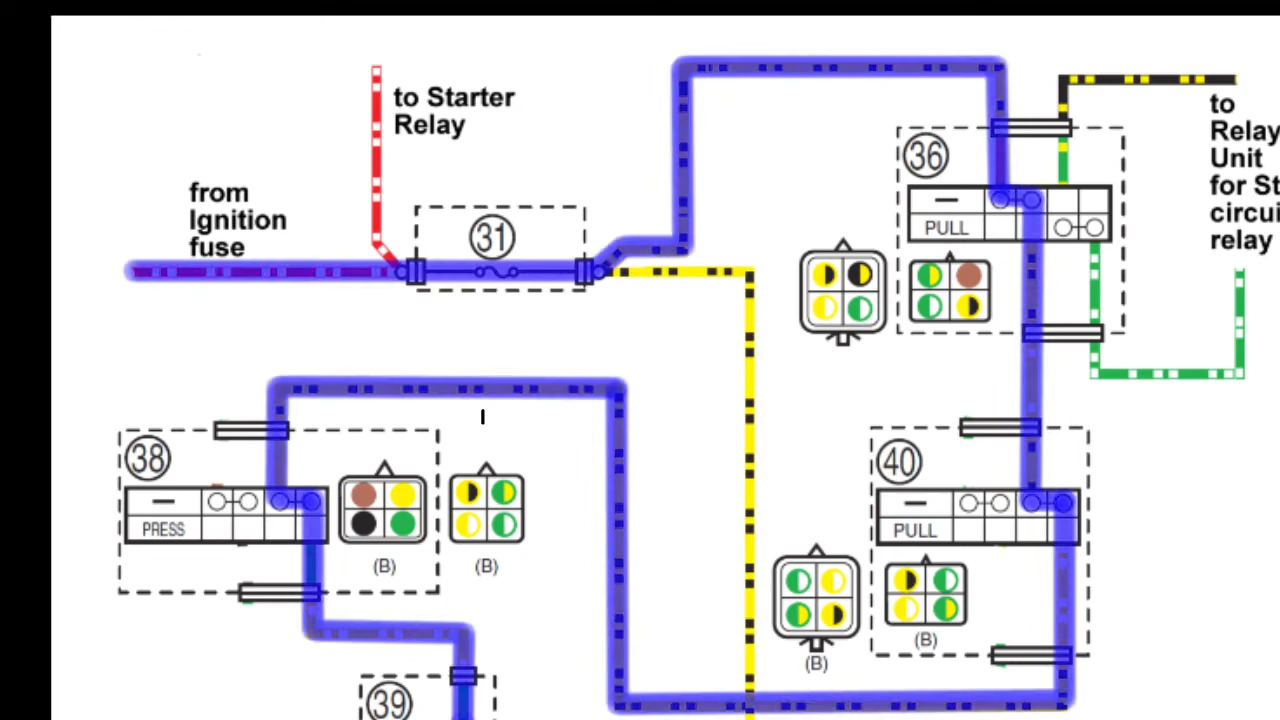 to Starter
Relay
from
Ignition
fuse
31
36
—
PULL
to
Relay
Unit
for St
circui
relay
38
—
PRESS
(B)
(B)
40
—
PULL
(B)
(B)
39